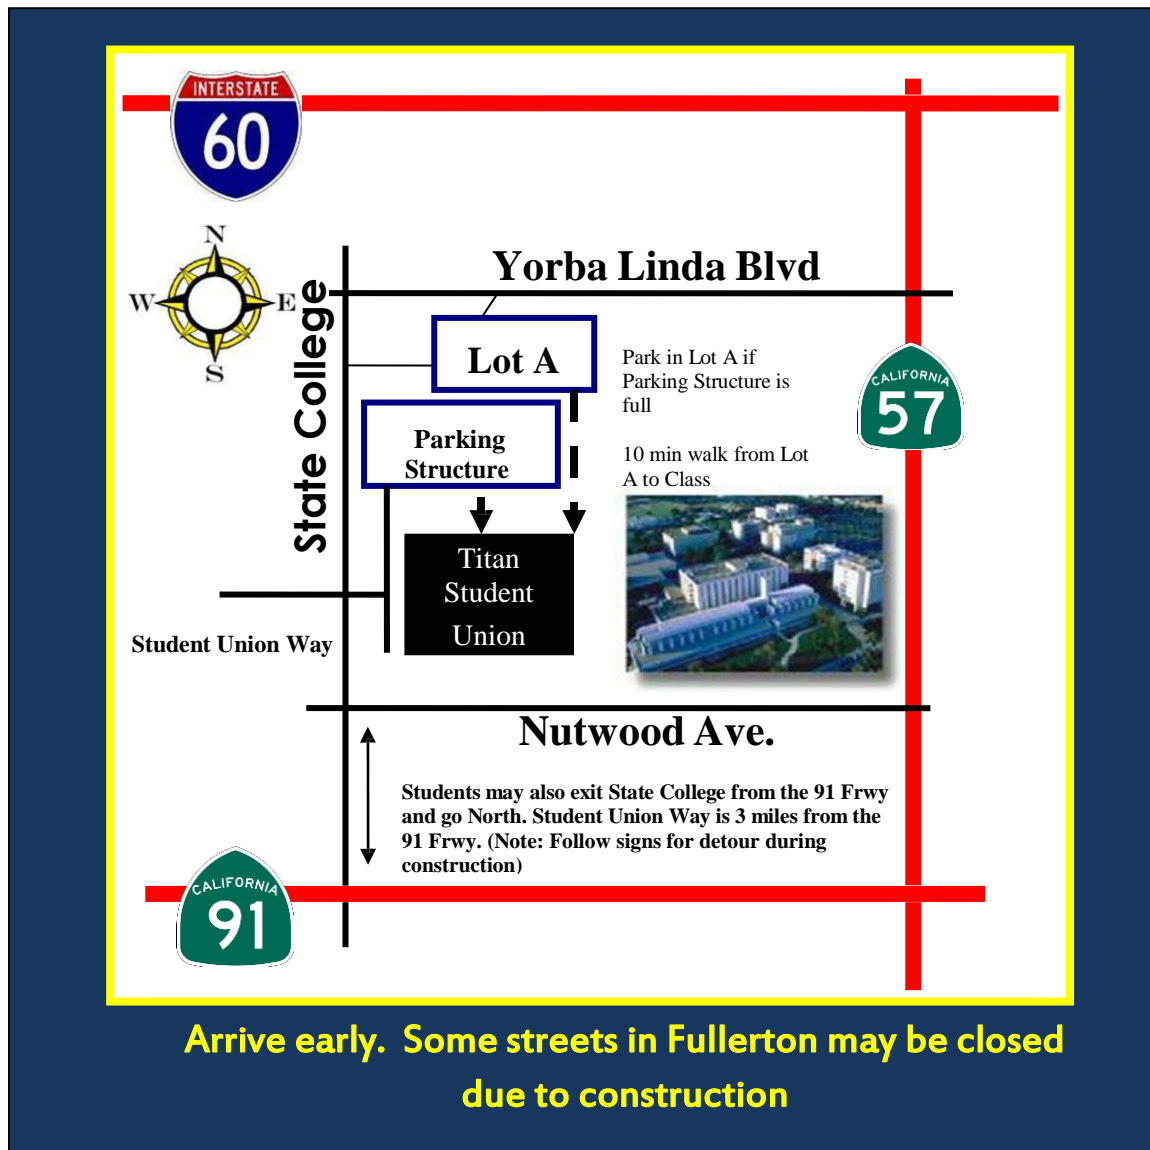 INTERSTATE
60
N
W
E
S
State College
Yorba Linda Blvd
Lot A
Park in Lot A if
Parking Structure is
full
CALIFORNIA
57
Parking
Structure
10 min walk from Lot
A to Class
Titan
Student
Union
Student Union Way
Nutwood Ave.
Students may also exit State College from the 91 Frwy
and go North. Student Union Way is 3 miles from the
91 Frwy. (Note: Follow signs for detour during
construction)
CALIFORNIA
91
Arrive early.  Some streets in Fullerton may be closed
due to construction